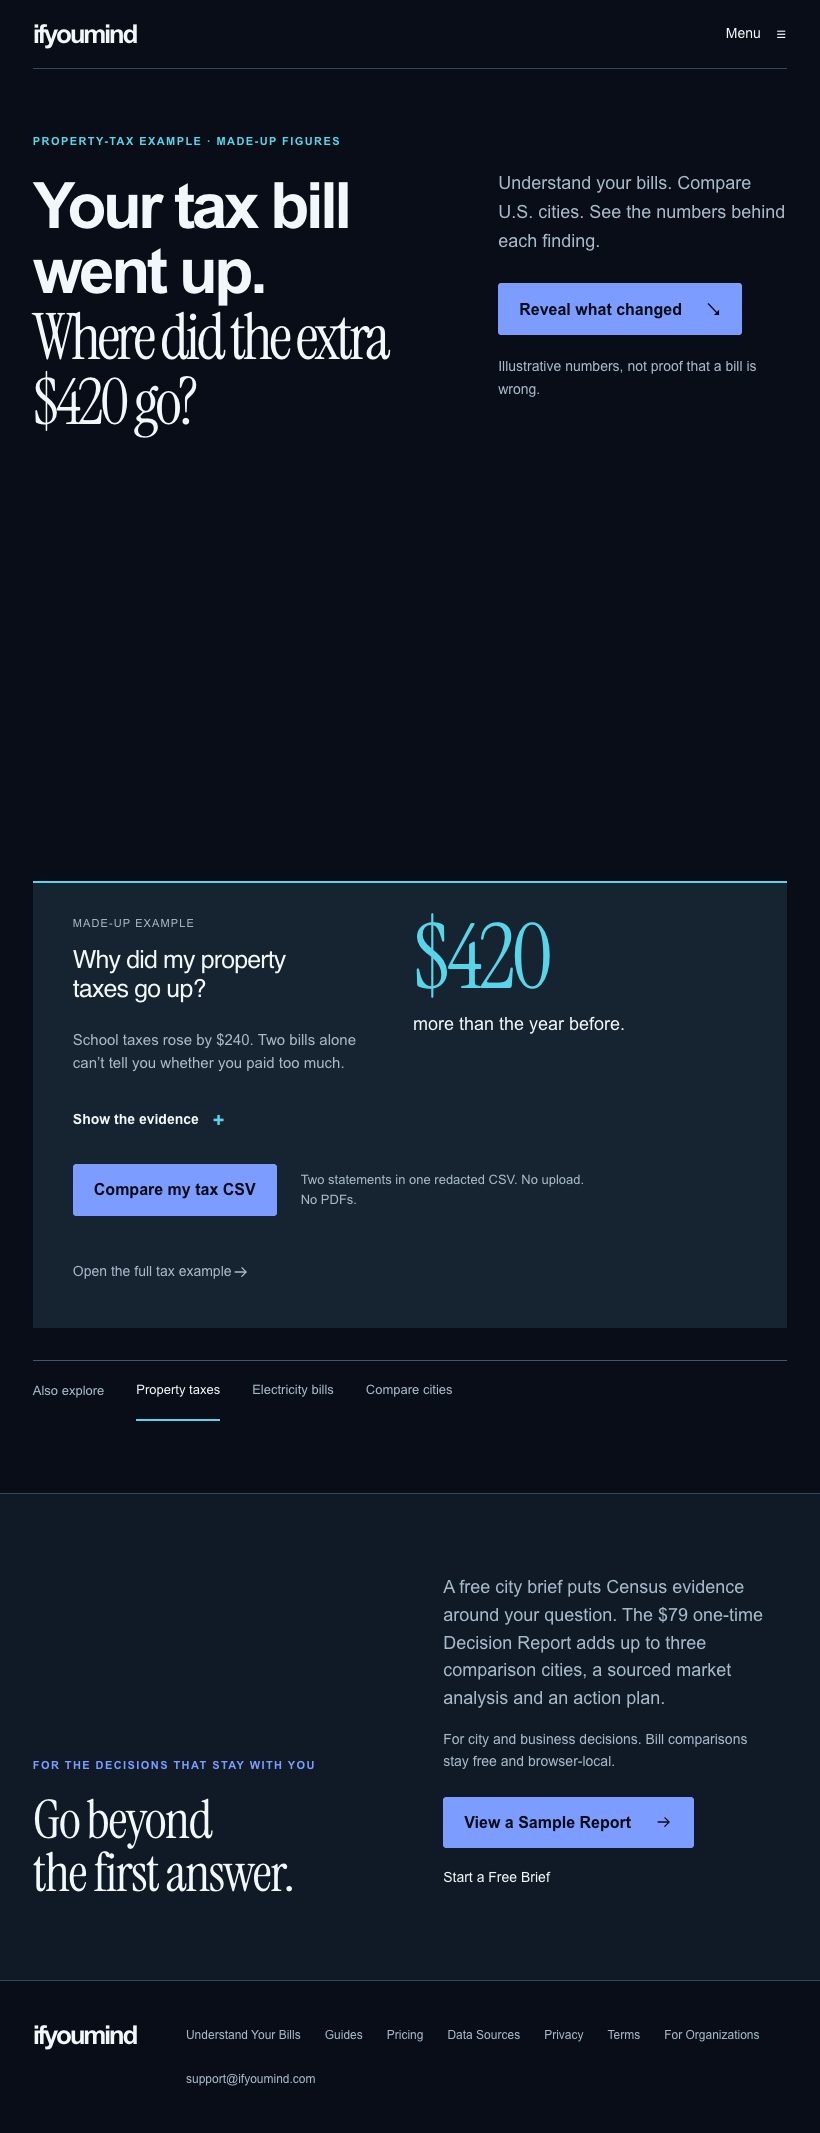 ifyoumind
Menu ≡
PROPERTY-TAX EXAMPLE · MADE-UP FIGURES
Your tax bill
went up.
Where did the extra
$420 go?
Understand your bills. Compare
U.S. cities. See the numbers behind
each finding.
Reveal what changed ↘
Illustrative numbers, not proof that a bill is
wrong.
MADE-UP EXAMPLE
Why did my property
taxes go up?
School taxes rose by $240. Two bills alone
can’t tell you whether you paid too much.
$420
more than the year before.
Show the evidence +
Compare my tax CSV
Two statements in one redacted CSV. No upload.
No PDFs.
Open the full tax example →
Also explore Property taxes Electricity bills Compare cities
A free city brief puts Census evidence
around your question. The $79 one-time
Decision Report adds up to three
comparison cities, a sourced market
analysis and an action plan.
For city and business decisions. Bill comparisons
stay free and browser-local.
FOR THE DECISIONS THAT STAY WITH YOU
Go beyond
the first answer.
View a Sample Report →
Start a Free Brief
ifyoumind
Understand Your Bills Guides Pricing Data Sources Privacy Terms For Organizations
support@ifyoumind.com